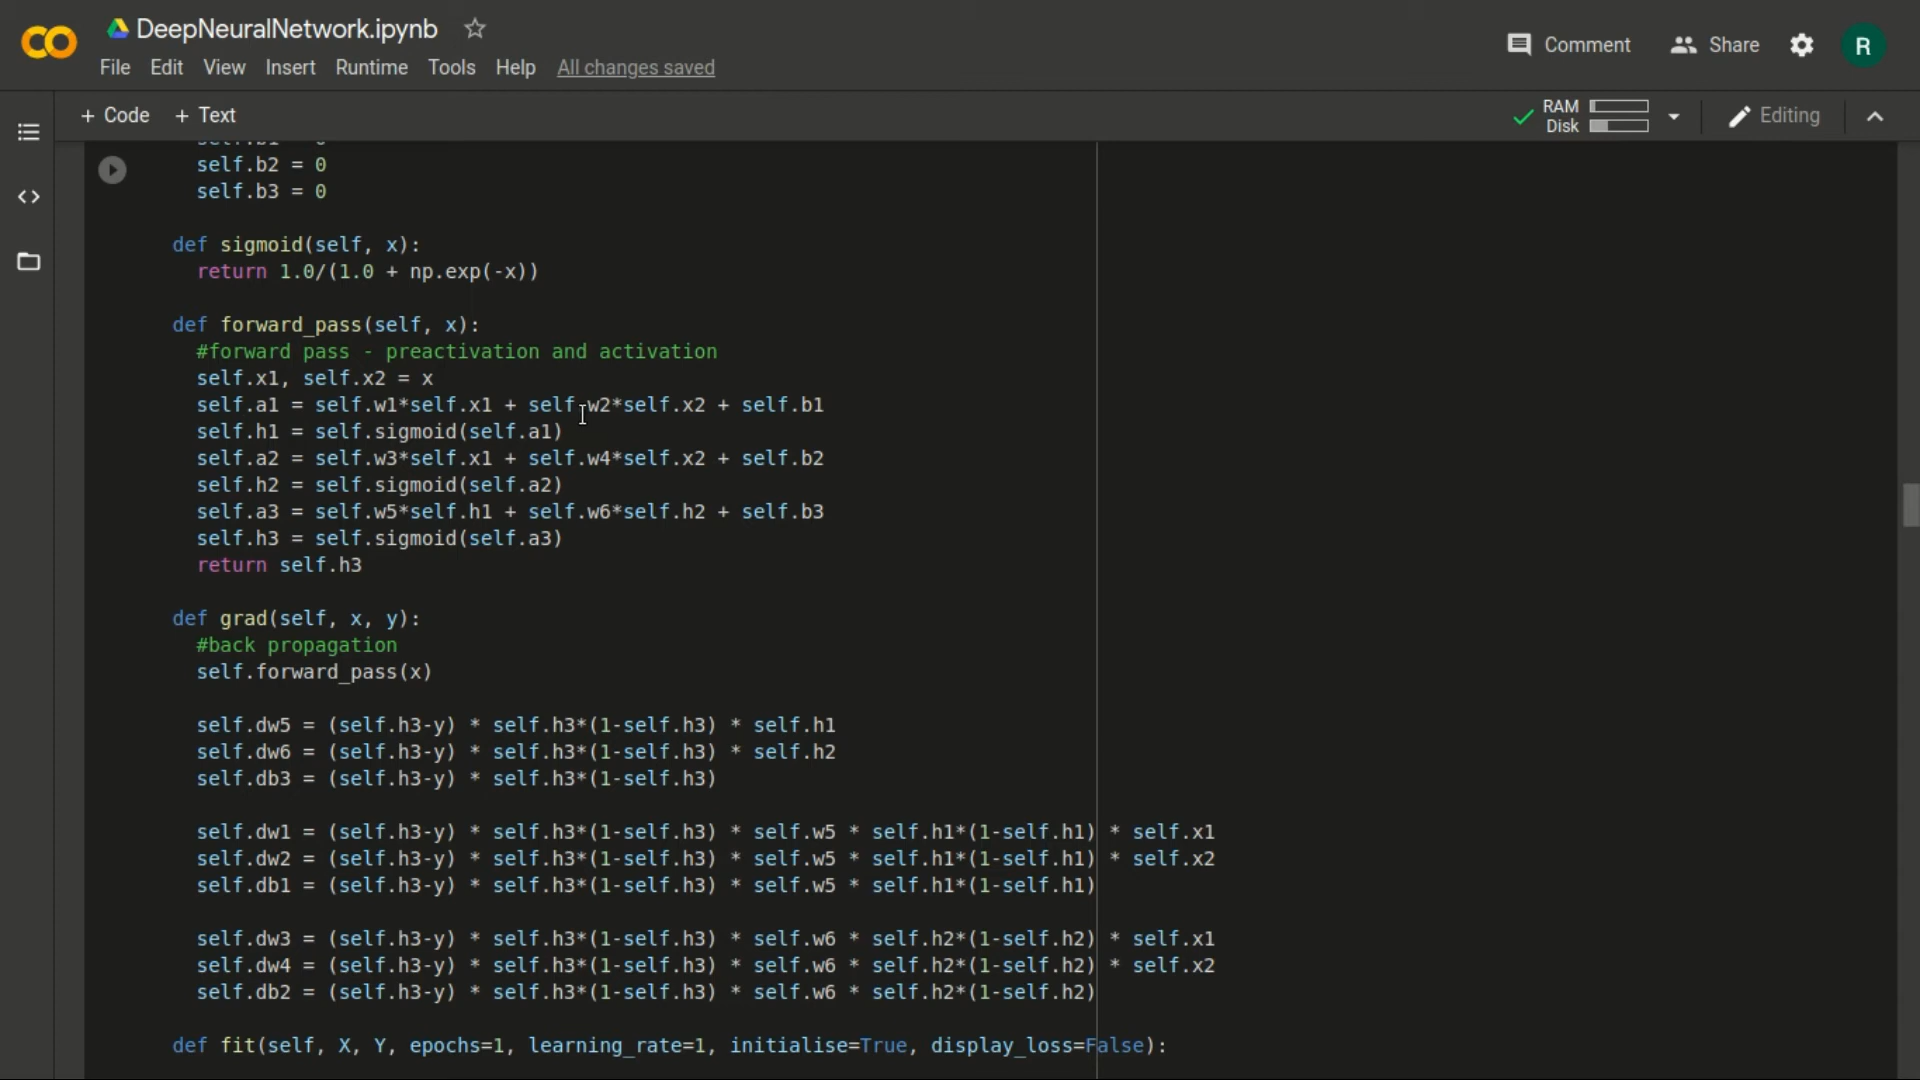 DeepNeuralNetwork.ipynb
File Edit View Insert Runtime Tools Help All changes saved
Comment Share R
+ Code + Text
RAM
Disk
Editing
self.b2 = 0
self.b3 = 0
def sigmoid(self, x):
return 1.0/(1.0 + np.exp(-x))
def forward_pass(self, x):
#forward pass - preactivation and activation
self.x1, self.x2 = x
self.a1 = self.w1*self.x1 + self.w2*self.x2 + self.b1
self.h1 = self.sigmoid(self.a1)
self.a2 = self.w3*self.x1 + self.w4*self.x2 + self.b2
self.h2 = self.sigmoid(self.a2)
self.a3 = self.w5*self.h1 + self.w6*self.h2 + self.b3
self.h3 = self.sigmoid(self.a3)
return self.h3
def grad(self, x, y):
#back propagation
self.forward_pass(x)
self.dw5 = (self.h3-y) * self.h3*(1-self.h3) * self.h1
self.dw6 = (self.h3-y) * self.h3*(1-self.h3) * self.h2
self.db3 = (self.h3-y) * self.h3*(1-self.h3)
self.dw1 = (self.h3-y) * self.h3*(1-self.h3) * self.w5 * self.h1*(1-self.h1) * self.x1
self.dw2 = (self.h3-y) * self.h3*(1-self.h3) * self.w5 * self.h1*(1-self.h1) * self.x2
self.db1 = (self.h3-y) * self.h3*(1-self.h3) * self.w5 * self.h1*(1-self.h1)
self.dw3 = (self.h3-y) * self.h3*(1-self.h3) * self.w6 * self.h2*(1-self.h2) * self.x1
self.dw4 = (self.h3-y) * self.h3*(1-self.h3) * self.w6 * self.h2*(1-self.h2) * self.x2
self.db2 = (self.h3-y) * self.h3*(1-self.h3) * self.w6 * self.h2*(1-self.h2)
def fit(self, X, Y, epochs=1, learning_rate=1, initialise=True, display_loss=False):